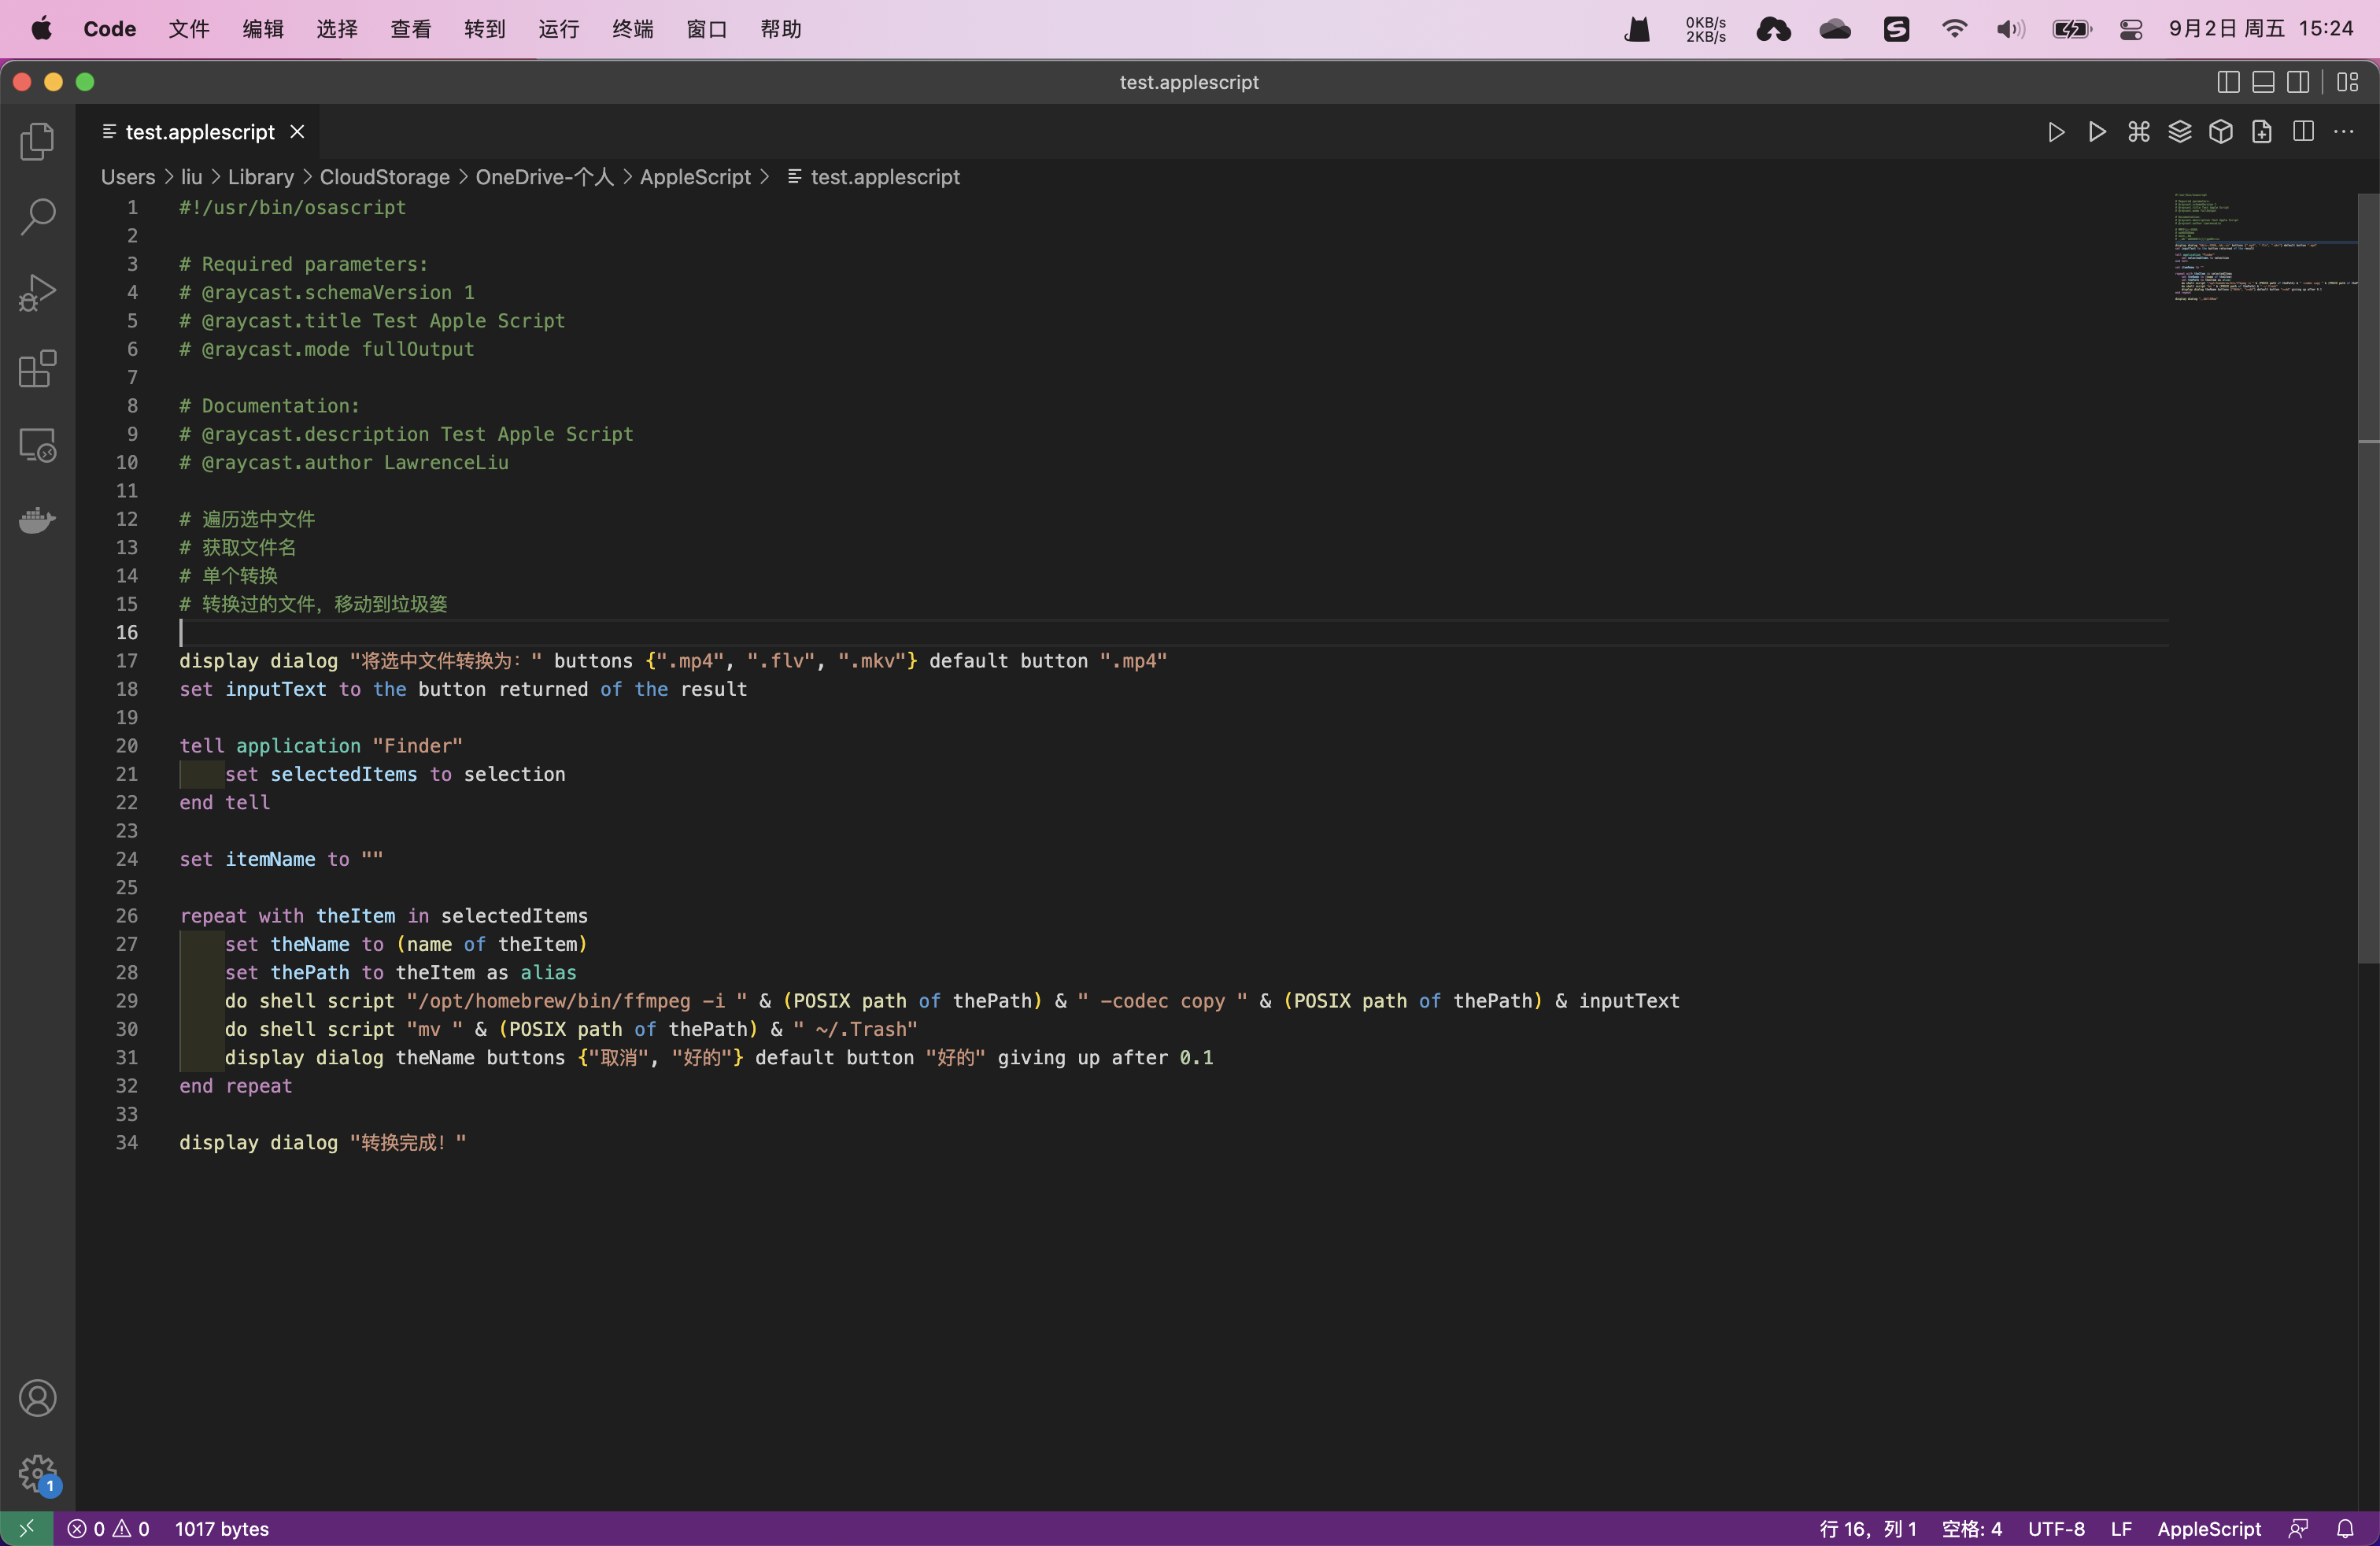 Code 文件 编辑 选择 查看 转到 运行 终端 窗口 帮助 0KB/s 9月2日 周五 15:24
2KB/s
test.applescript
test.applescript
Users > liu > Library > CloudStorage > OneDrive-个人 > AppleScript > test.applescript
1 #!/usr/bin/osascript
2
3 # Required parameters:
4 # @raycast.schemaVersion 1
5 # @raycast.title Test Apple Script
6 # @raycast.mode fullOutput
7
8 # Documentation:
9 # @raycast.description Test Apple Script
10 # @raycast.author LawrenceLiu
11
12 # 遍历选中文件
13 # 获取文件名
14 # 单个转换
15 # 转换过的文件，移动到垃圾篓
16
17 display dialog "将选中文件转换为：" buttons {".mp4", ".flv", ".mkv"} default button ".mp4"
18 set inputText to the button returned of the result
19
20 tell application "Finder"
21     set selectedItems to selection
22 end tell
23
24 set itemName to ""
25
26 repeat with theItem in selectedItems
27     set theName to (name of theItem)
28     set thePath to theItem as alias
29     do shell script "/opt/homebrew/bin/ffmpeg -i " & (POSIX path of thePath) & " -codec copy " & (POSIX path of thePath) & inputText
30     do shell script "mv " & (POSIX path of thePath) & " ~/.Trash"
31     display dialog theName buttons {"取消", "好的"} default button "好的" giving up after 0.1
32 end repeat
33
34 display dialog "转换完成！"
1
0 0 1017 bytes 行 16，列 1 空格: 4 UTF-8 LF AppleScript